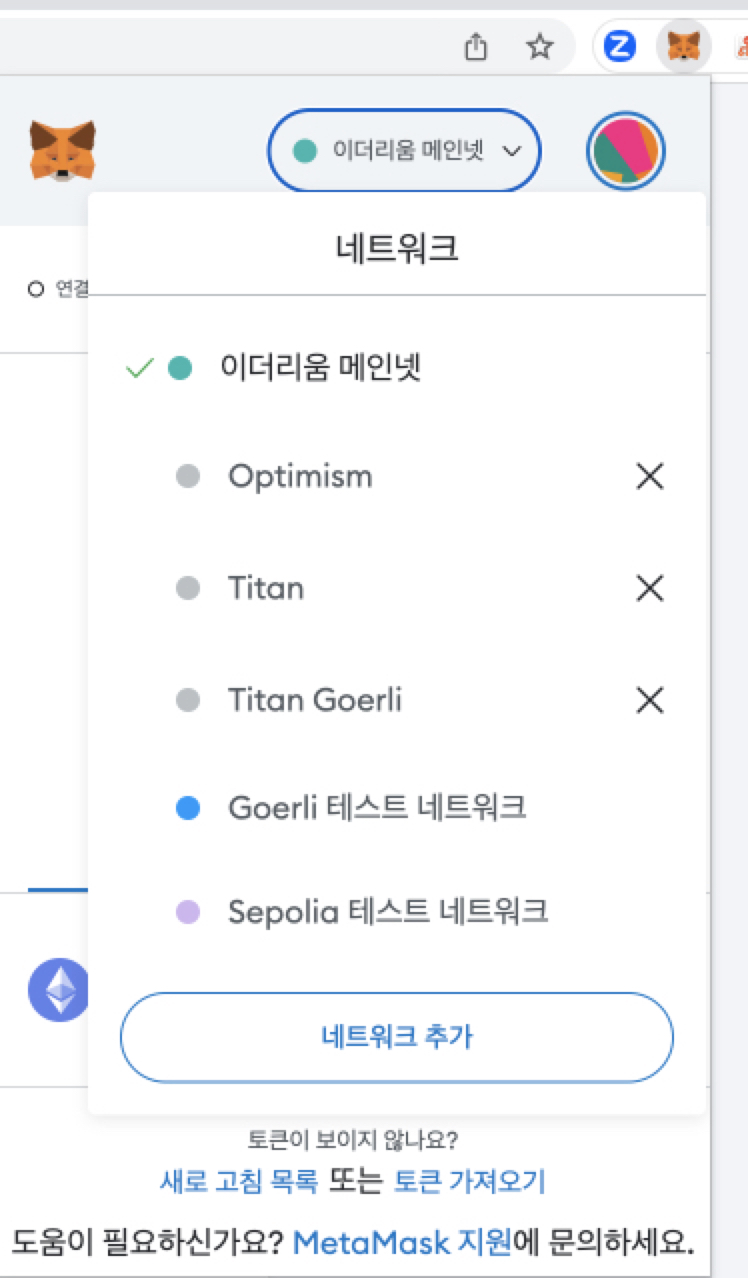 이더리움 메인넷
네트워크
연결
이더리움 메인넷
Optimism
Titan
Titan Goerli
Goerli 테스트 네트워크
Sepolia 테스트 네트워크
네트워크 추가
토큰이 보이지 않나요?
새로 고침 목록 또는 토큰 가져오기
도움이 필요하신가요? MetaMask 지원에 문의하세요.